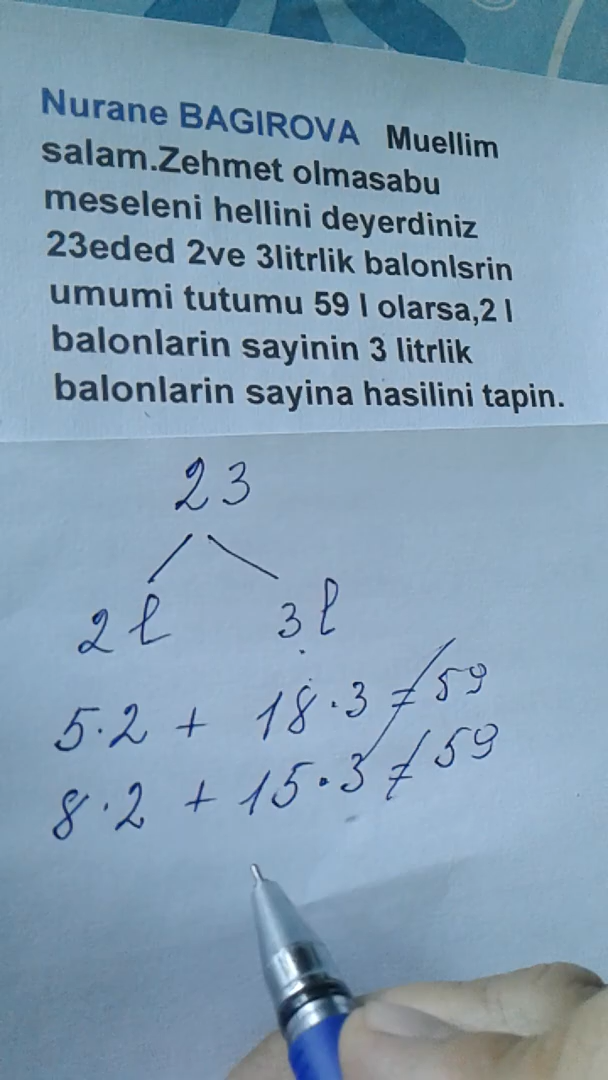 Nurane BAGIROVA Muellim
salam.Zehmet olmasabu
meseleni hellini deyerdiniz
23eded 2ve 3litrlik balonlsrin
umumi tutumu 59 l olarsa,2 l
balonlarin sayinin 3 litrlik
balonlarin sayina hasilini tapin.
23
2l 3l
5·2 + 18·3 ≠ 59
8·2 + 15·3 ≠ 59